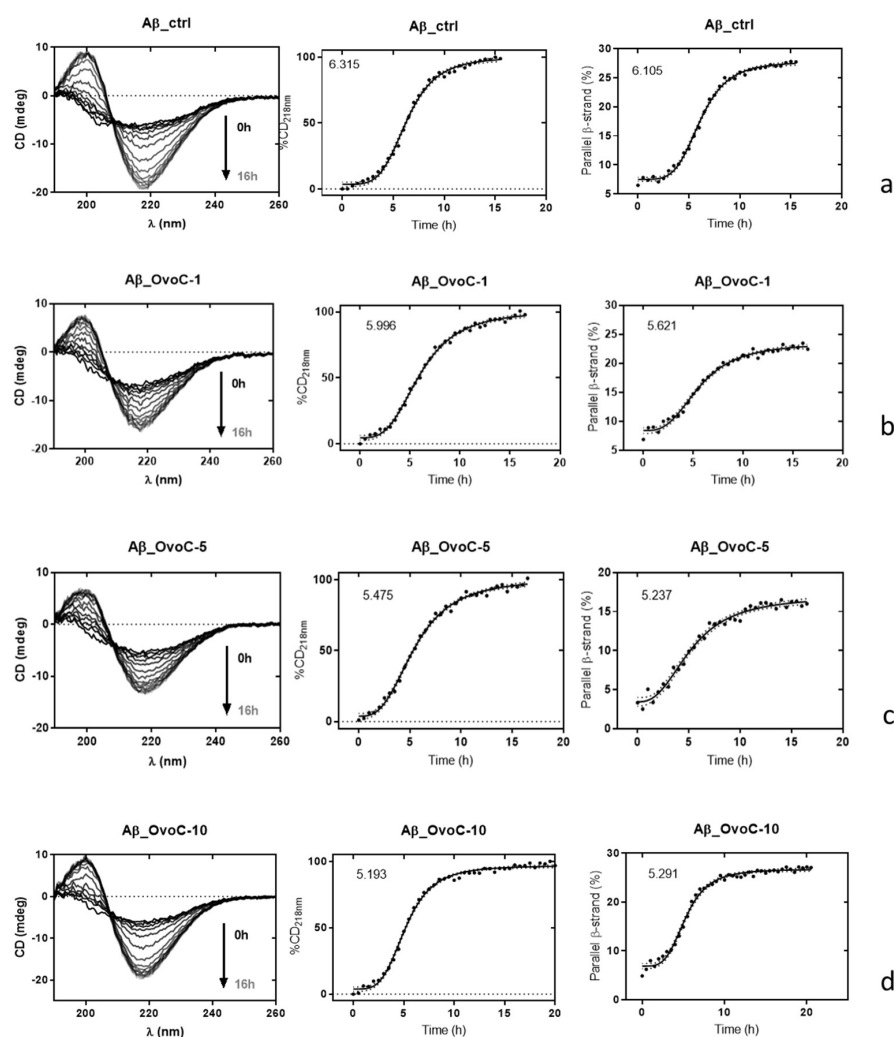 Aβ_ctrl
Aβ_ctrl
Aβ_ctrl
10
0
-10
-20
CD (mdeg)
0h
16h
200 220 240 260
λ (nm)
100
50
0
%CD218nm
6.315
0 5 10 15 20
Time (h)
30
25
20
15
10
5
Parallel β-strand (%)
6.105
0 5 10 15 20
Time (h)
a
Aβ_OvoC-1
Aβ_OvoC-1
Aβ_OvoC-1
10
0
-10
-20
CD (mdeg)
0h
16h
200 220 240 260
λ (nm)
100
50
0
%CD218nm
5.996
0 5 10 15 20
Time (h)
30
25
20
15
10
5
Parallel β-strand (%)
5.621
0 5 10 15 20
Time (h)
b
Aβ_OvoC-5
Aβ_OvoC-5
Aβ_OvoC-5
10
0
-10
-20
CD (mdeg)
0h
16h
200 220 240 260
λ (nm)
100
50
0
%CD218nm
5.475
0 5 10 15 20
Time (h)
20
15
10
5
0
Parallel β-strand (%)
5.237
0 5 10 15 20
Time (h)
c
Aβ_OvoC-10
Aβ_OvoC-10
Aβ_OvoC-10
10
0
-10
-20
CD (mdeg)
0h
16h
200 220 240 260
λ (nm)
100
50
0
%CD218nm
5.193
0 5 10 15 20
Time (h)
30
20
10
0
Parallel β-strand (%)
5.291
0 5 10 15 20
Time (h)
d